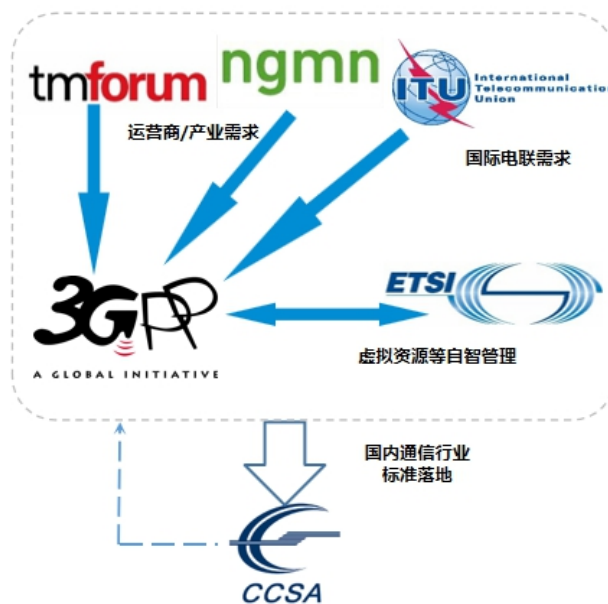 tmforum
ngmn
ITU
International
Telecommunication
Union
运营商/产业需求
国际电联需求
3GPP
A GLOBAL INITIATIVE
ETSI
虚拟资源等自智管理
国内通信行业
标准落地
CCSA